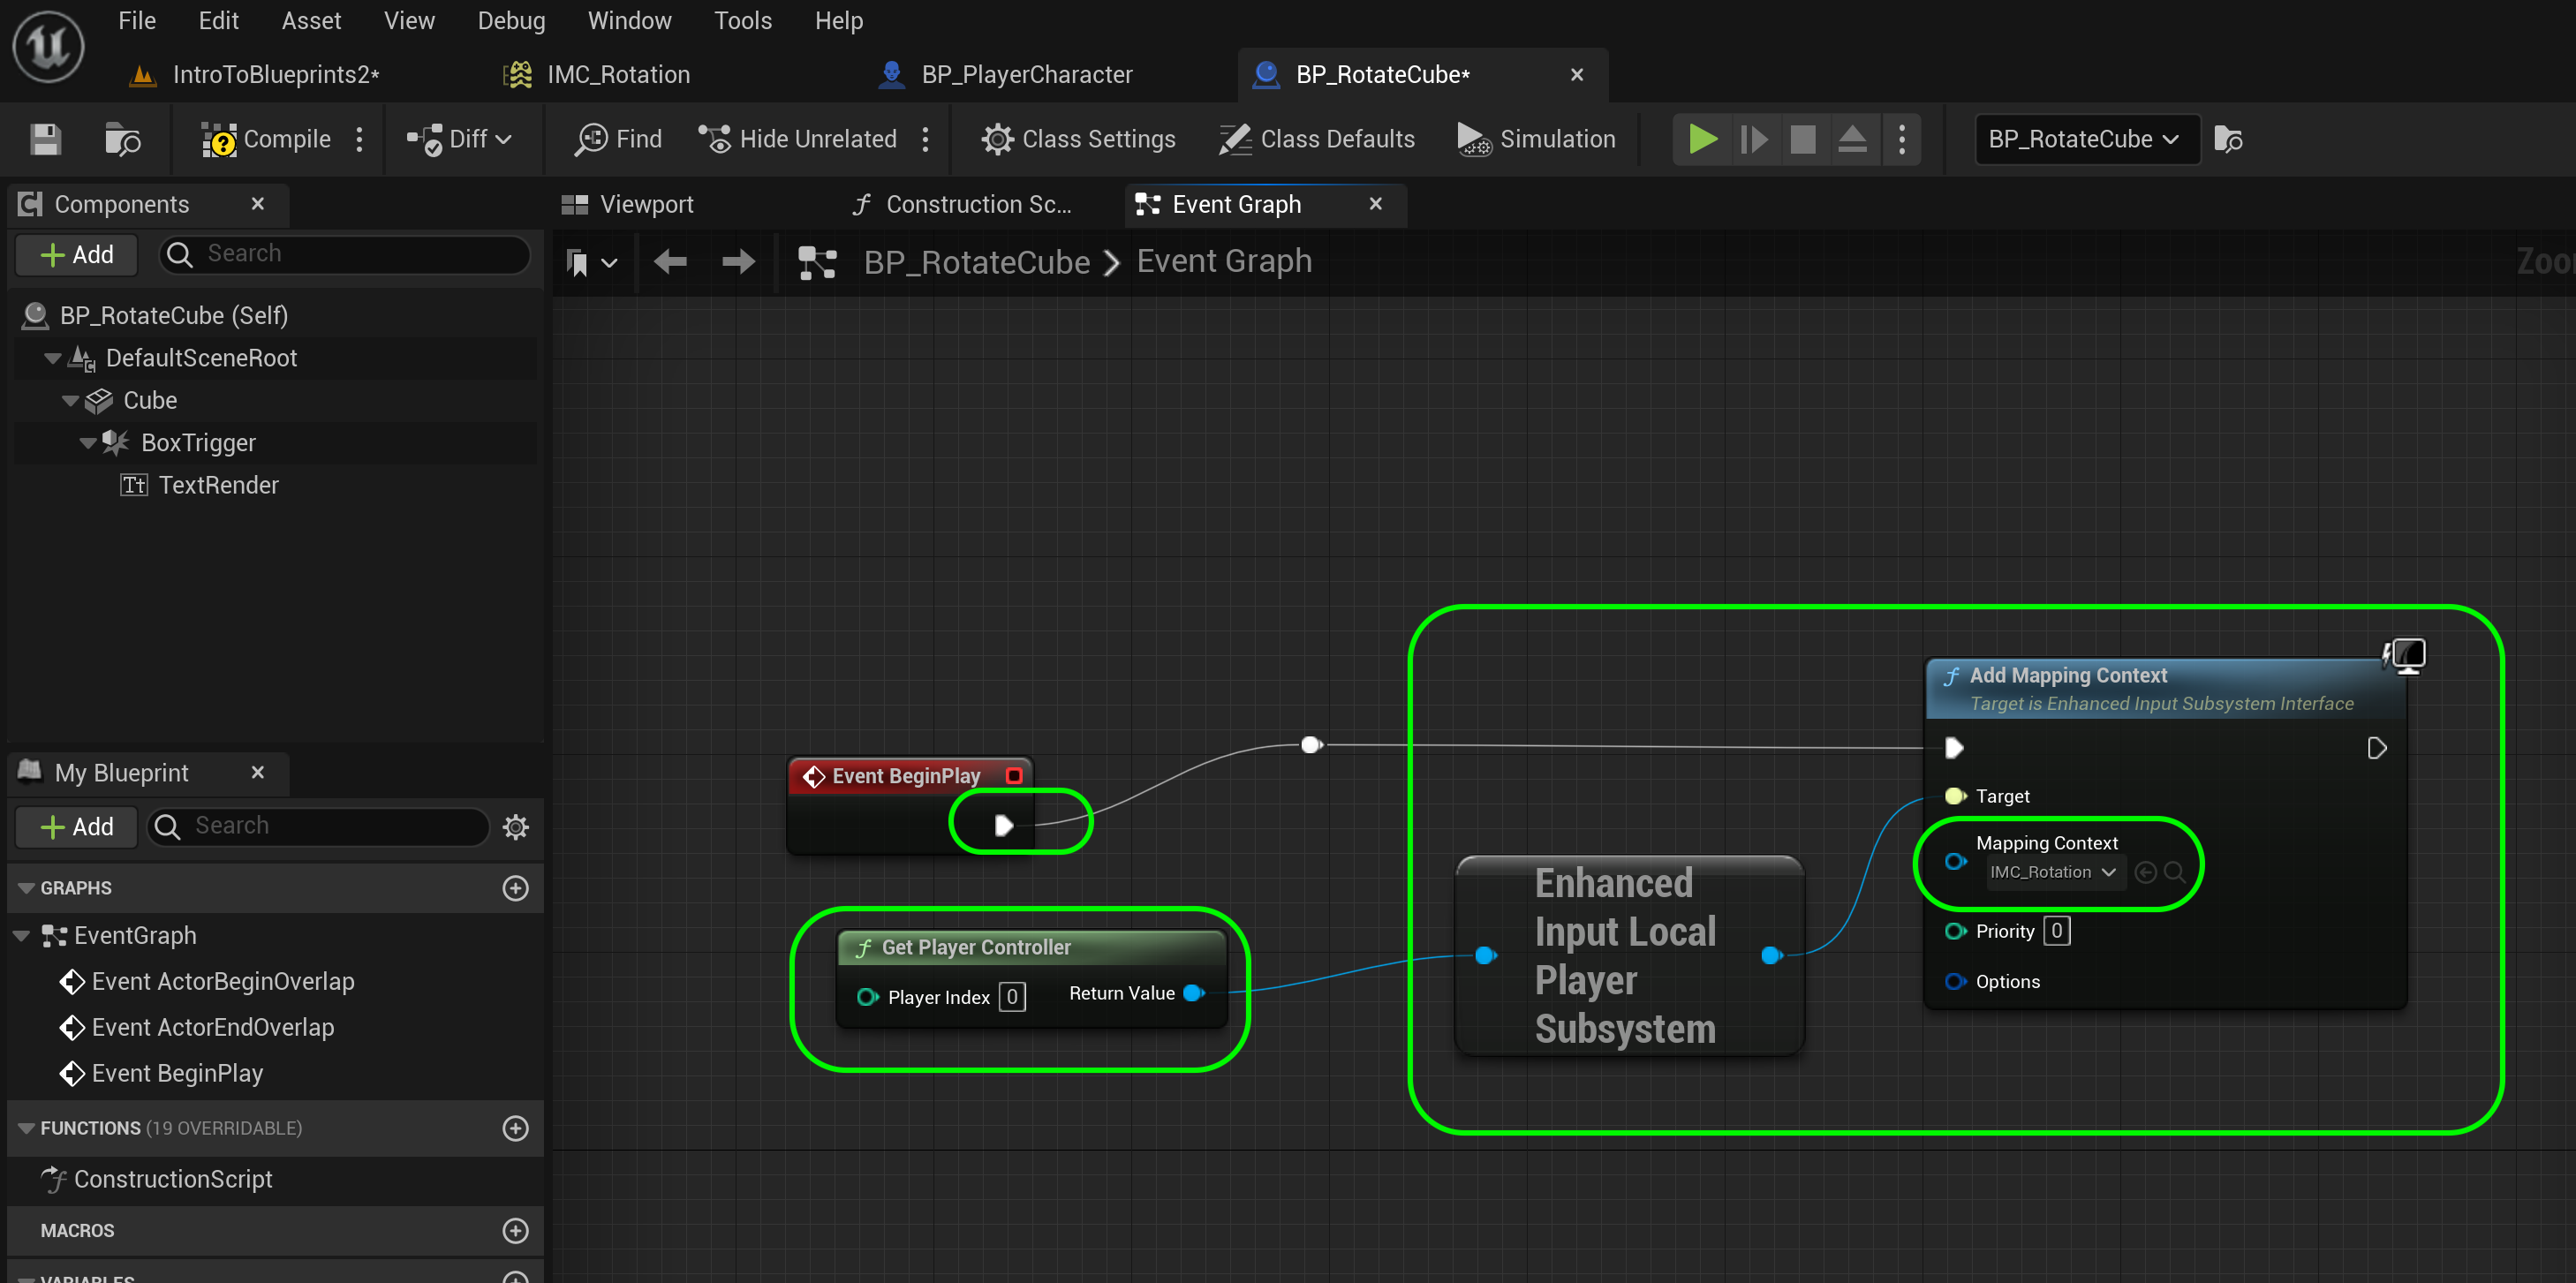 File Edit Asset View Debug Window Tools Help
IntroToBlueprints2* IMC_Rotation BP_PlayerCharacter BP_RotateCube*
Compile Diff Find Hide Unrelated Class Settings Class Defaults Simulation BP_RotateCube
Components
Viewport Construction Sc... Event Graph
Add Search
BP_RotateCube > Event Graph
Zoo
BP_RotateCube (Self)
DefaultSceneRoot
Cube
BoxTrigger
Tt TextRender
Add Mapping Context
Target is Enhanced Input Subsystem Interface
Target
Mapping Context
IMC_Rotation
Priority 0
Options
Event BeginPlay
Enhanced
Input Local
Player
Subsystem
Get Player Controller
Player Index 0 Return Value
My Blueprint
Add Search
GRAPHS
EventGraph
Event ActorBeginOverlap
Event ActorEndOverlap
Event BeginPlay
FUNCTIONS (19 OVERRIDABLE)
ConstructionScript
MACROS
VARIABLES